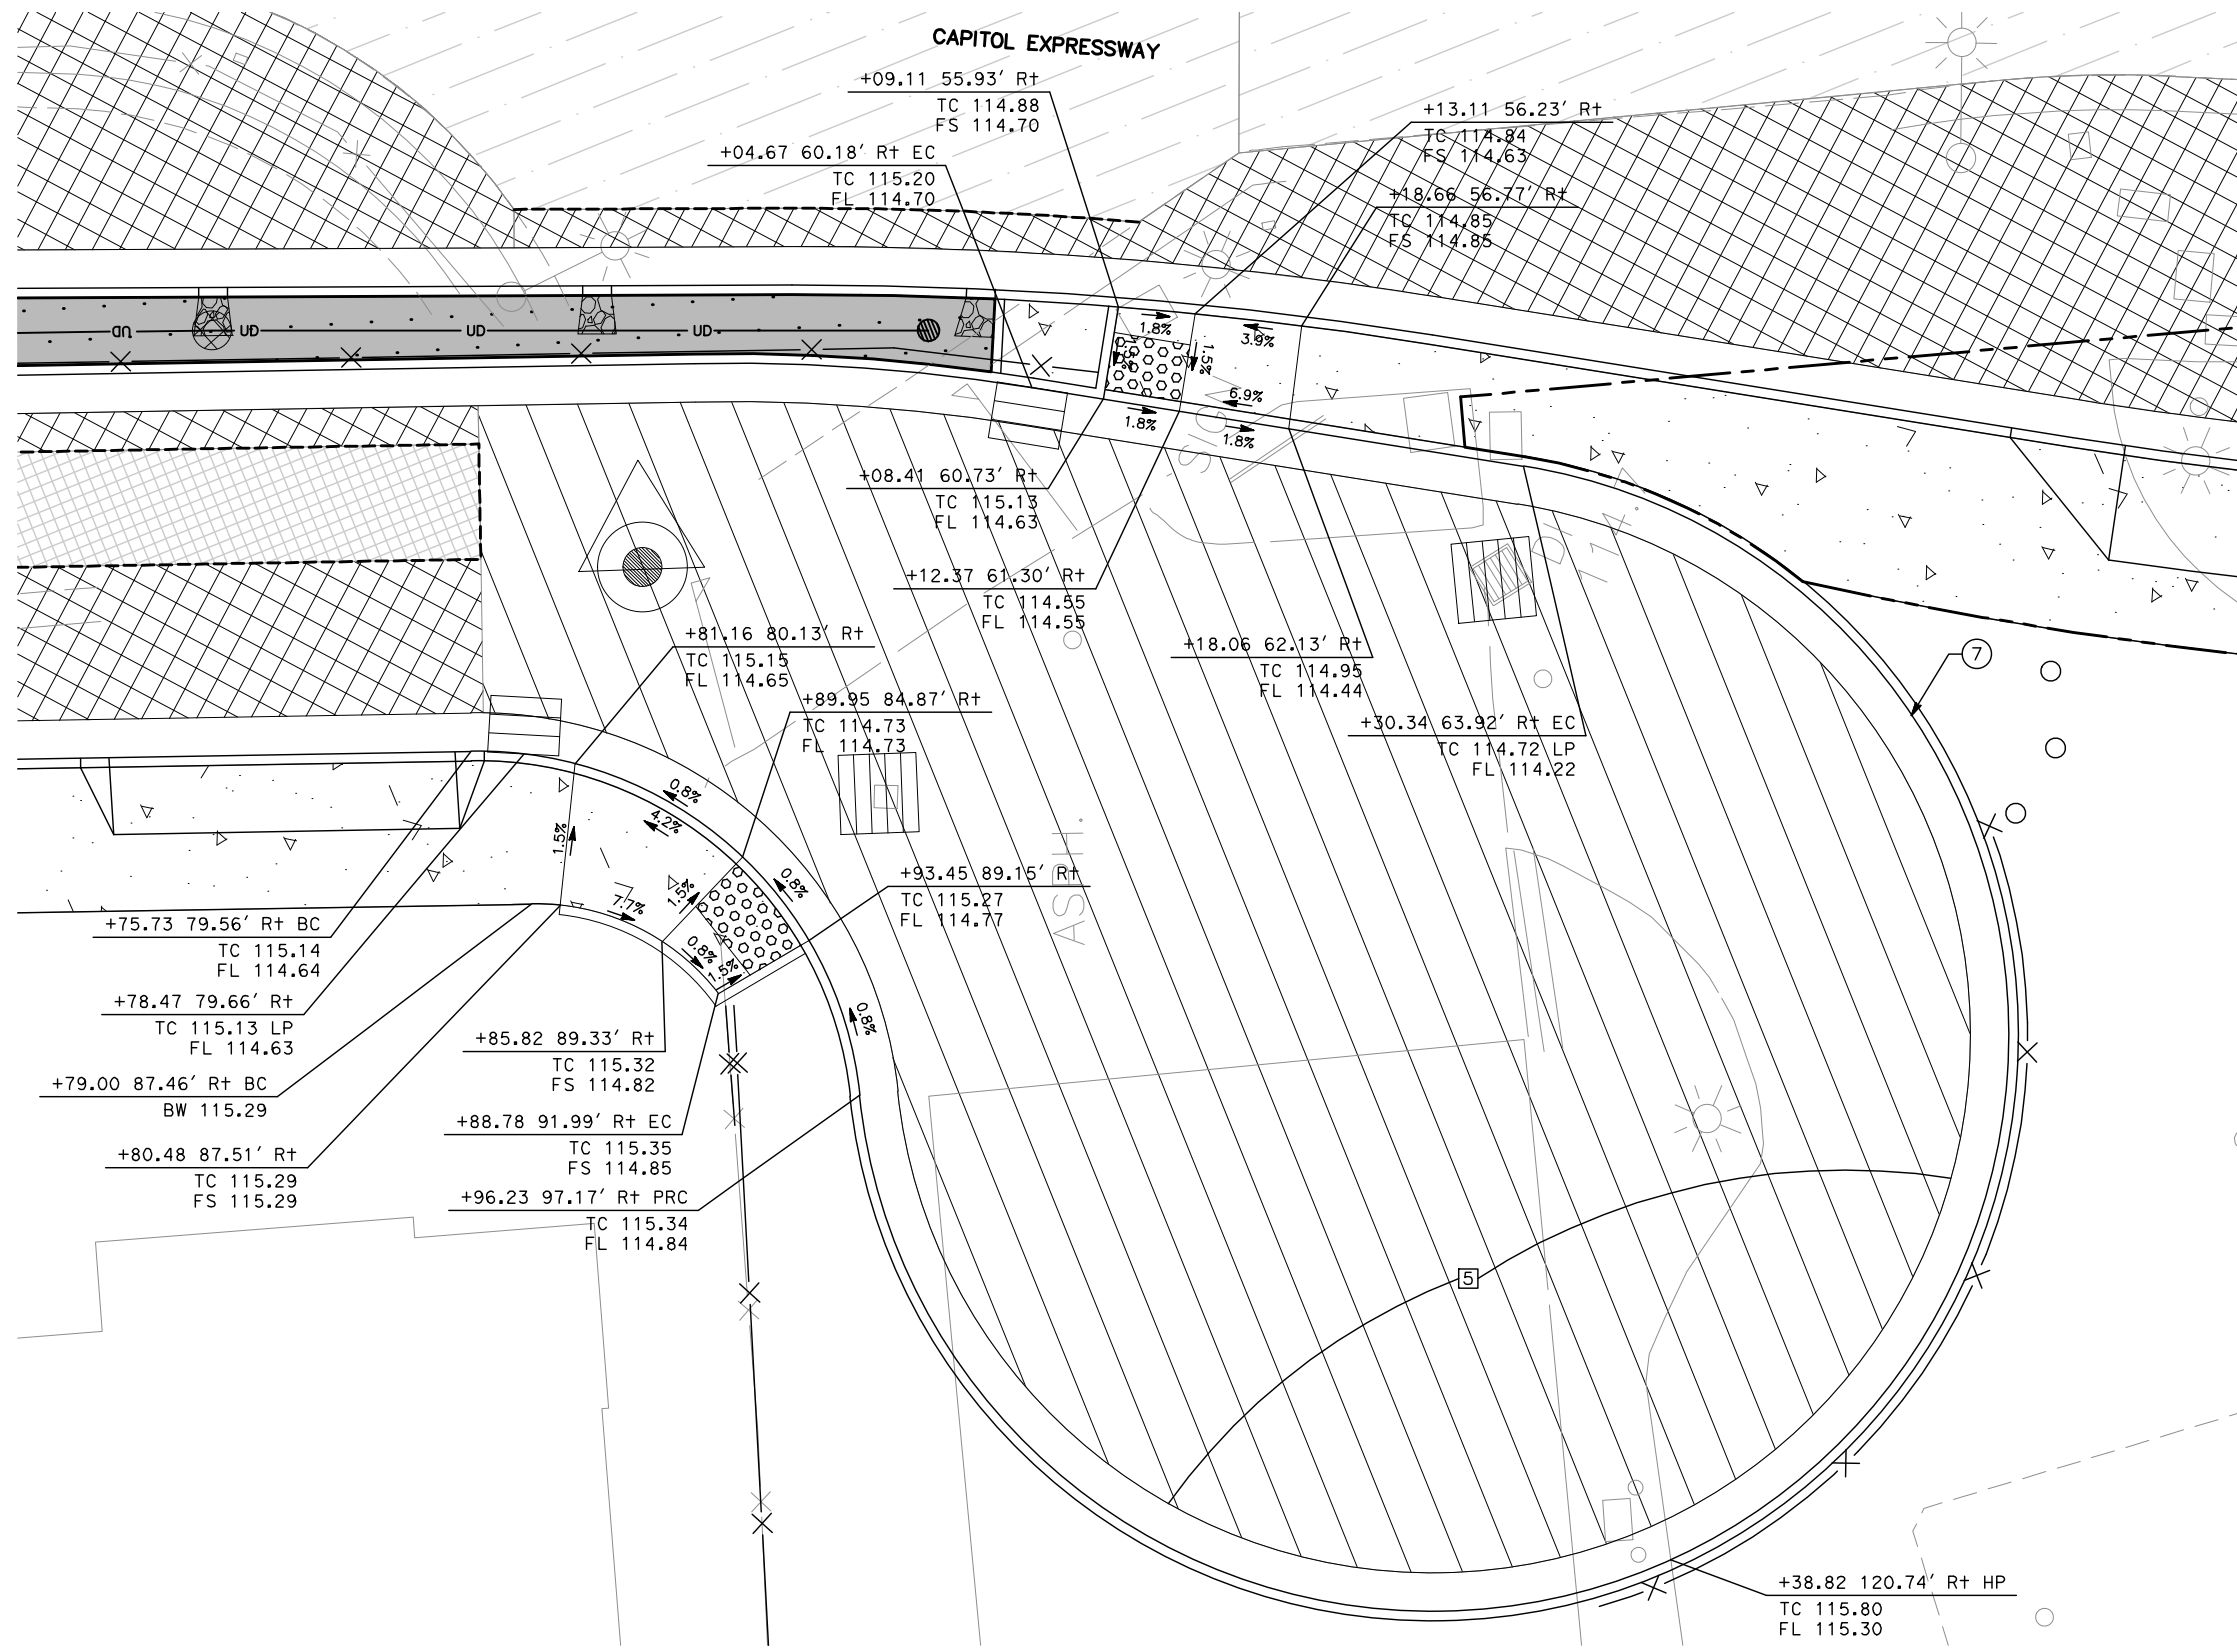 CAPITOL EXPRESSWAY
+09.11 55.93' Rt
TC 114.88
FS 114.70
+13.11 56.23' Rt
TC 114.84
FS 114.63
+04.67 60.18' Rt EC
TC 115.20
FL 114.70
+18.66 56.77' Rt
TC 114.85
FS 114.85
UD
UD
UD
UD
1.8%
3.9%
1.5%
1.5%
6.9%
1.8%
1.8%
+08.41 60.73' Rt
TC 115.13
FL 114.63
+12.37 61.30' Rt
TC 114.55
FL 114.55
+81.16 80.13' Rt
TC 115.15
FL 114.65
+18.06 62.13' Rt
TC 114.95
FL 114.44
7
+89.95 84.87' Rt
TC 114.73
FL 114.73
+30.34 63.92' Rt EC
TC 114.72 LP
FL 114.22
0.8%
4.2%
1.5%
ASPH.
+93.45 89.15' Rt
TC 115.27
FL 114.77
0.8%
1.5%
7.7%
0.8%
1.5%
0.8%
+75.73 79.56' Rt BC
TC 115.14
FL 114.64
+78.47 79.66' Rt
TC 115.13 LP
FL 114.63
+85.82 89.33' Rt
TC 115.32
FS 114.82
+79.00 87.46' Rt BC
BW 115.29
+88.78 91.99' Rt EC
TC 115.35
FS 114.85
+80.48 87.51' Rt
TC 115.29
FS 115.29
+96.23 97.17' Rt PRC
TC 115.34
FL 114.84
5
+38.82 120.74' Rt HP
TC 115.80
FL 115.30